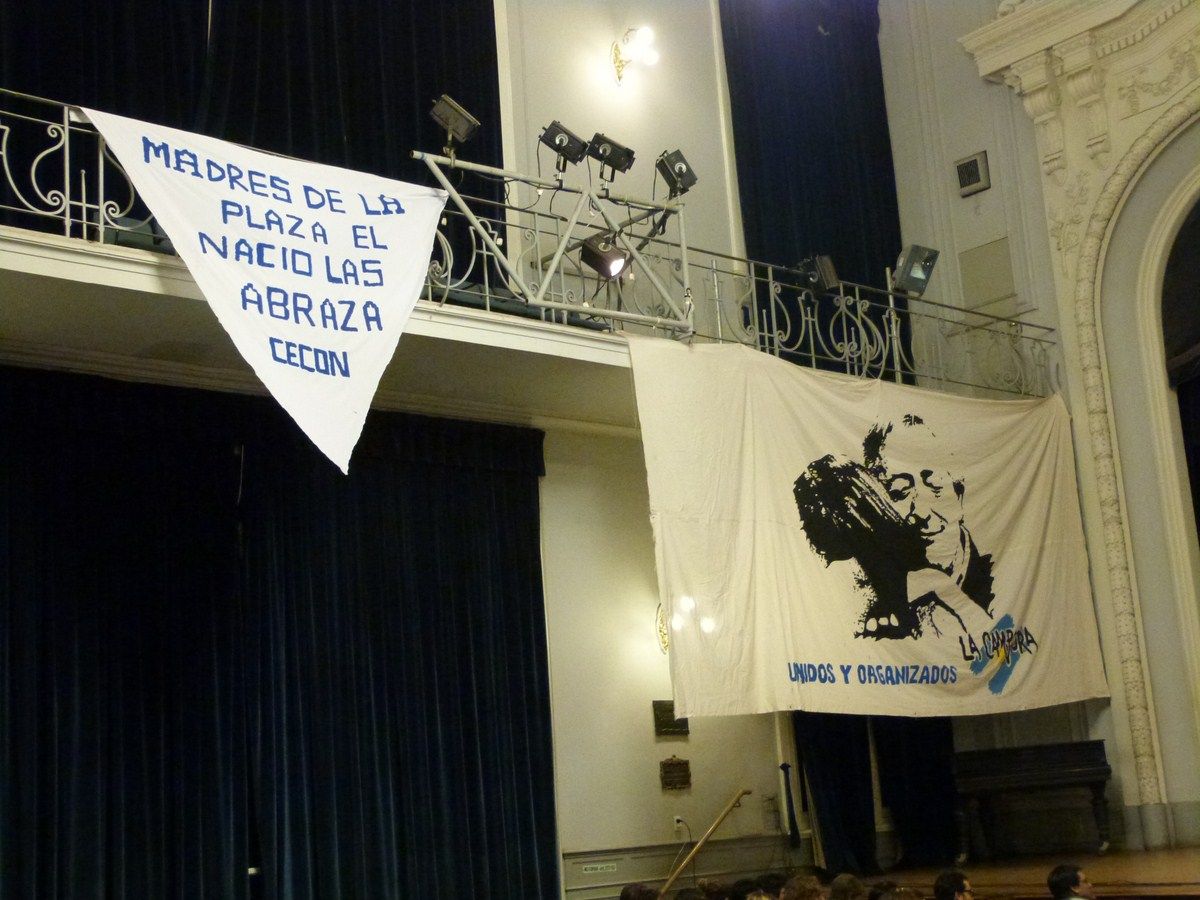 MADRES DE LA
PLAZA EL
NACIO LAS
ABRAZA
CECON
LA CAMPORA
UNIDOS Y ORGANIZADOS